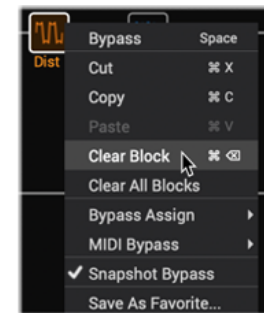 Dist
Bypass Space
Cut ⌘ X
Copy ⌘ C
Paste ⌘ V
Clear Block ⌘ ⌫
Clear All Blocks
Bypass Assign
MIDI Bypass
✓ Snapshot Bypass
Save As Favorite...